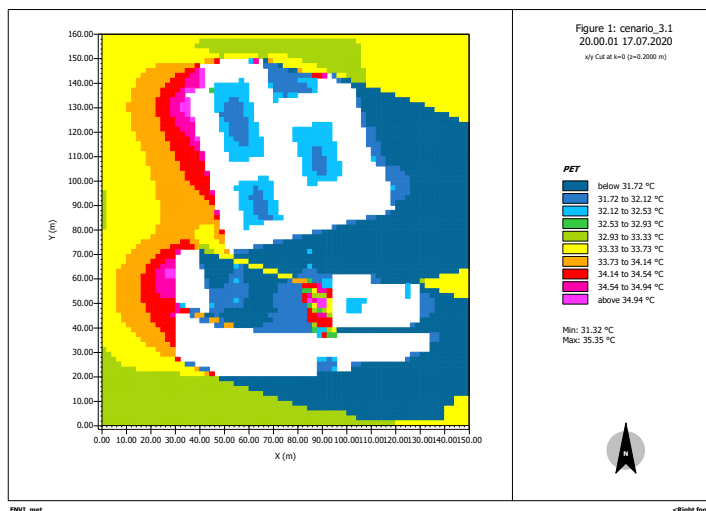 Figure 1: cenario_3.1
20.00.01 17.07.2020
x/y Cut at k=0 (z=0.2000 m)
160.00
150.00
140.00
130.00
120.00
110.00
100.00
90.00
80.00
70.00
60.00
50.00
40.00
30.00
20.00
10.00
0.00
Y (m)
0.00 10.00 20.00 30.00 40.00 50.00 60.00 70.00 80.00 90.00 100.00 110.00 120.00 130.00 140.00 150.00
X (m)
PET
below 31.72 °C
31.72 to 32.12 °C
32.12 to 32.53 °C
32.53 to 32.93 °C
32.93 to 33.33 °C
33.33 to 33.73 °C
33.73 to 34.14 °C
34.14 to 34.54 °C
34.54 to 34.94 °C
above 34.94 °C
Min: 31.32 °C
Max: 35.35 °C
N
ENVI_met
<Right foo